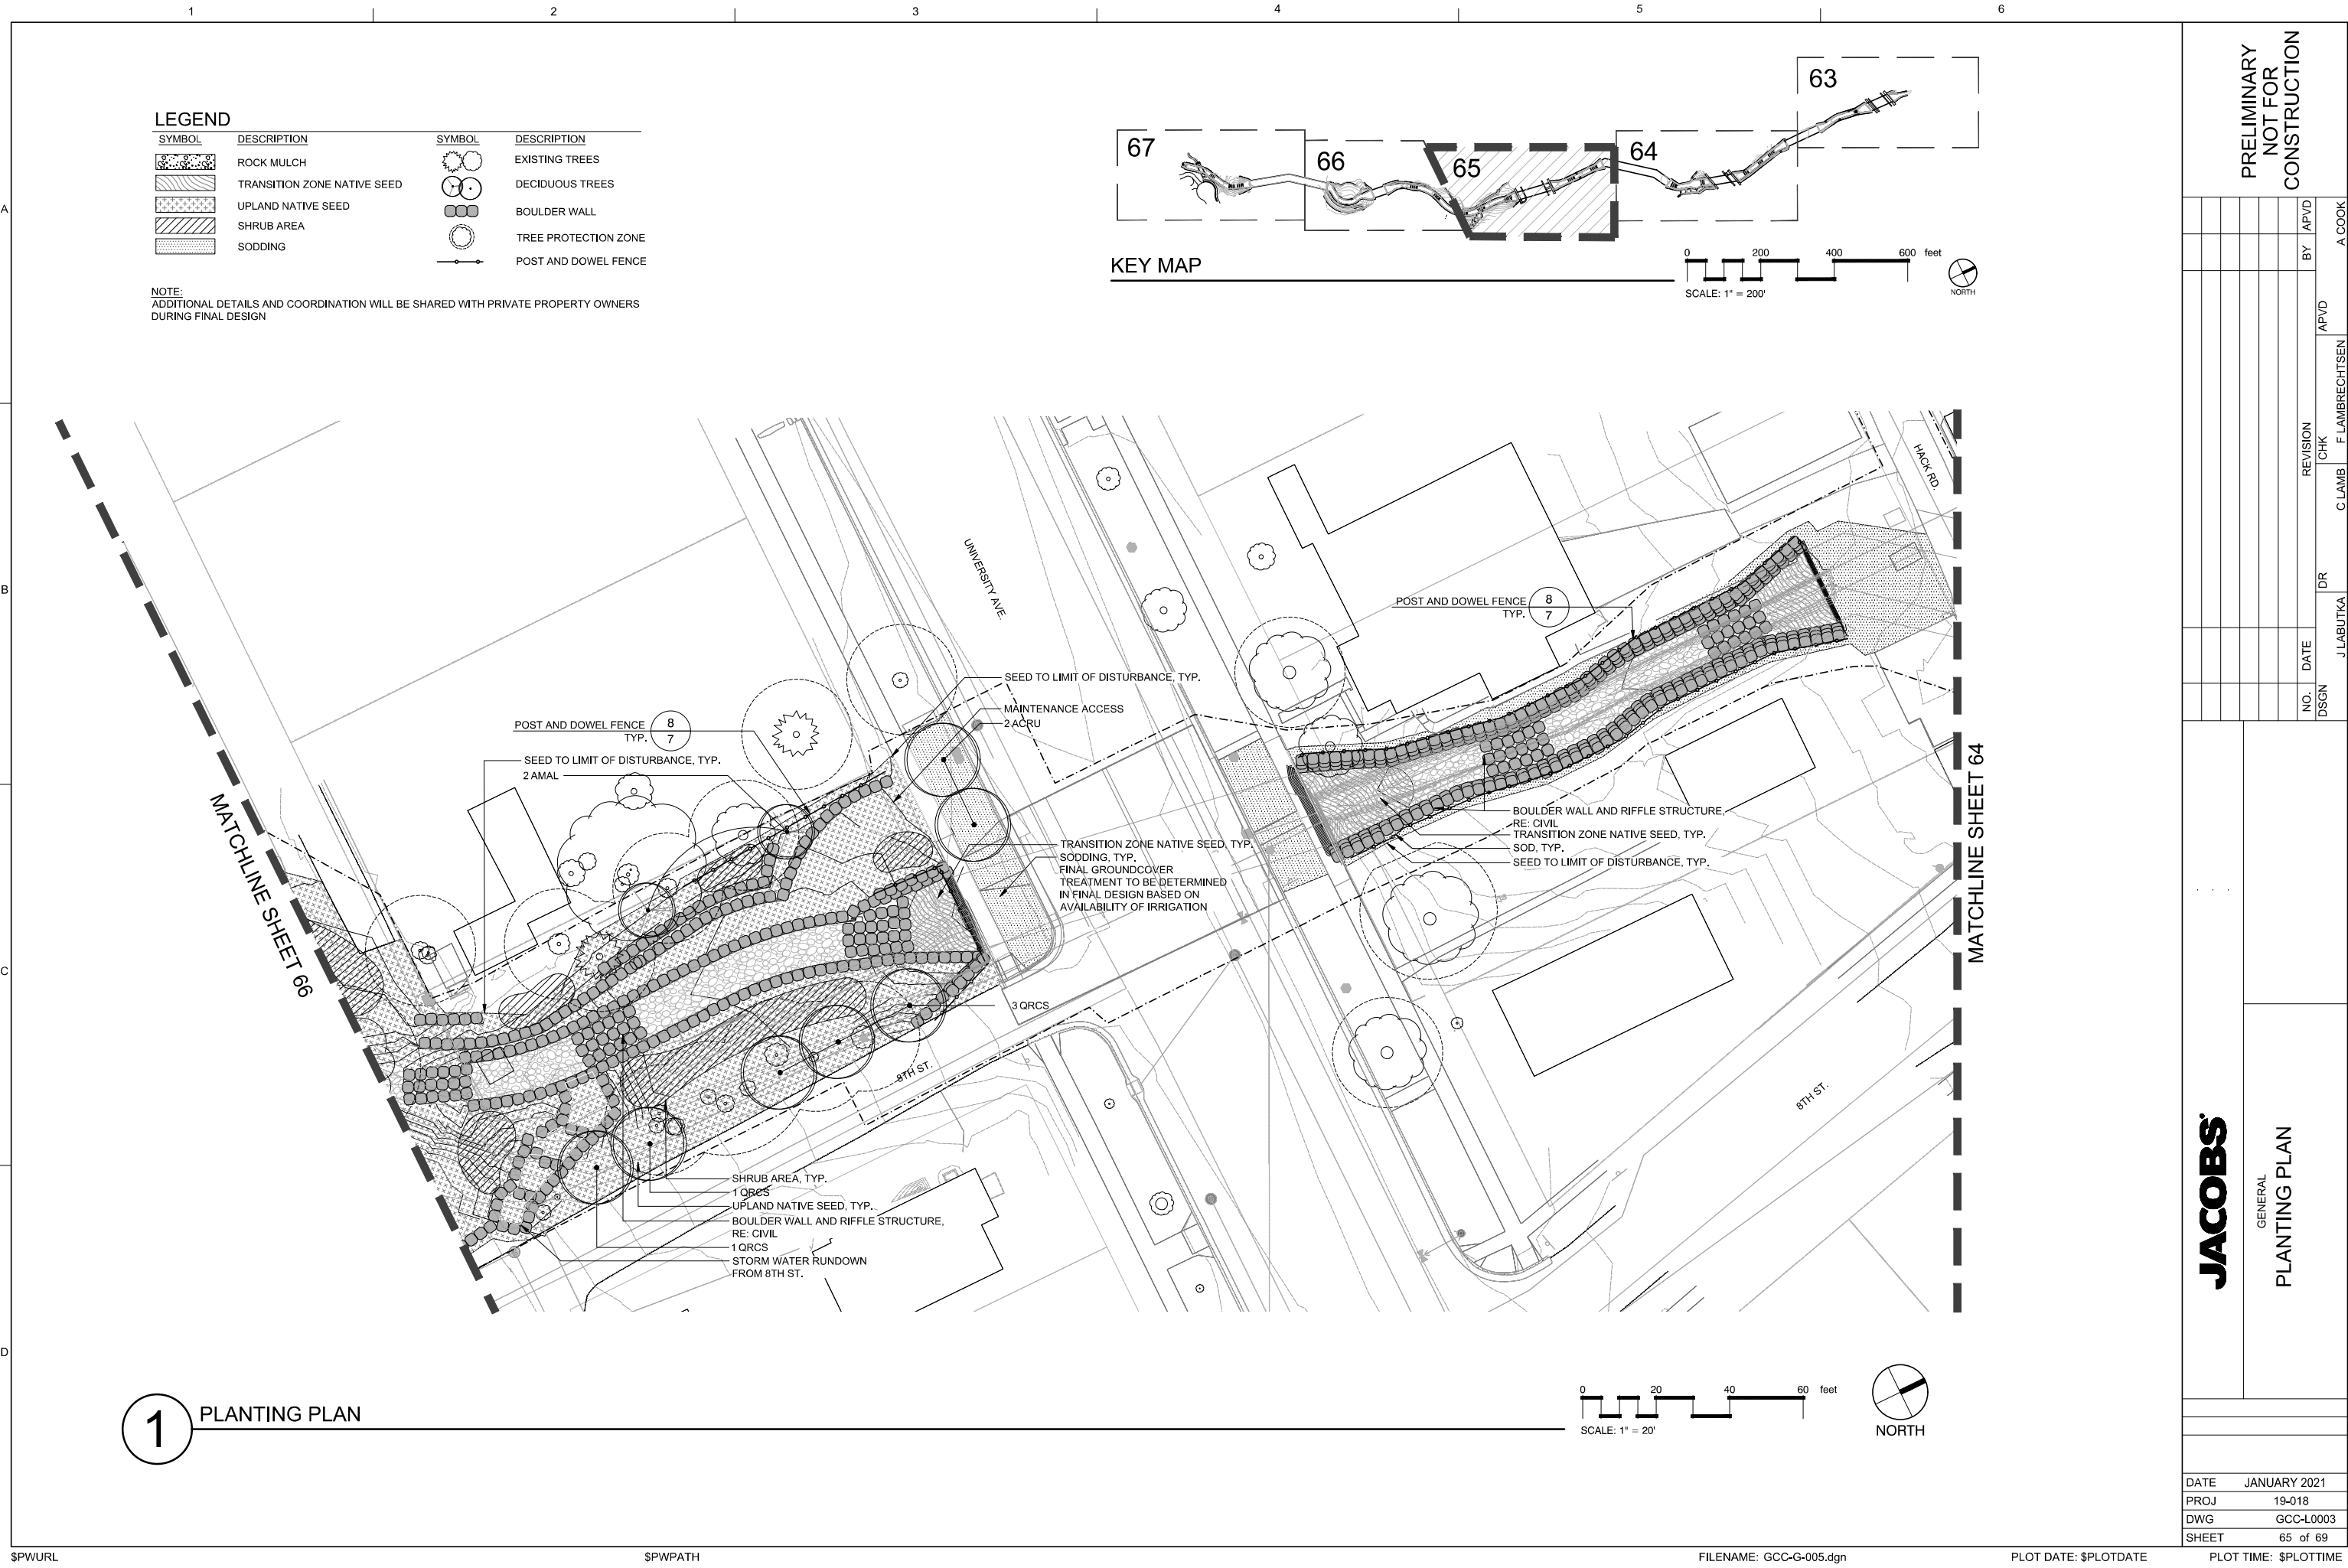 1 2 3 4 5 6
LEGEND
SYMBOL DESCRIPTION SYMBOL DESCRIPTION
ROCK MULCH
TRANSITION ZONE NATIVE SEED
UPLAND NATIVE SEED
SHRUB AREA
SODDING
EXISTING TREES
DECIDUOUS TREES
BOULDER WALL
TREE PROTECTION ZONE
POST AND DOWEL FENCE
NOTE:
ADDITIONAL DETAILS AND COORDINATION WILL BE SHARED WITH PRIVATE PROPERTY OWNERS
DURING FINAL DESIGN
67
66
65
64
63
KEY MAP
0 200 400 600 feet
SCALE: 1" = 200'
NORTH
A
B
C
D
HACK RD.
UNIVERSITY AVE.
POST AND DOWEL FENCE
TYP.
8
7
SEED TO LIMIT OF DISTURBANCE, TYP.
MAINTENANCE ACCESS
2 ACRU
POST AND DOWEL FENCE
TYP.
8
7
SEED TO LIMIT OF DISTURBANCE, TYP.
2 AMAL
MATCHLINE SHEET 66
MATCHLINE SHEET 64
BOULDER WALL AND RIFFLE STRUCTURE,
RE: CIVIL
TRANSITION ZONE NATIVE SEED, TYP.
SOD, TYP.
SEED TO LIMIT OF DISTURBANCE, TYP.
TRANSITION ZONE NATIVE SEED, TYP.
SODDING, TYP.
FINAL GROUNDCOVER
TREATMENT TO BE DETERMINED
IN FINAL DESIGN BASED ON
AVAILABILITY OF IRRIGATION
3 QRCS
8TH ST.
8TH ST.
SHRUB AREA, TYP.
1 QRCS
UPLAND NATIVE SEED, TYP.
BOULDER WALL AND RIFFLE STRUCTURE,
RE: CIVIL
1 QRCS
STORM WATER RUNDOWN
FROM 8TH ST.
1
PLANTING PLAN
0 20 40 60 feet
SCALE: 1" = 20'
NORTH
PRELIMINARY
NOT FOR
CONSTRUCTION
NO. DATE REVISION BY APVD
DSGN DR CHK APVD
J LABUTKA C LAMB F LAMBRECHTSEN A COOK
JACOBS
GENERAL
PLANTING PLAN
DATE JANUARY 2021
PROJ 19-018
DWG GCC-L0003
SHEET 65 of 69
$PWURL $PWPATH FILENAME: GCC-G-005.dgn PLOT DATE: $PLOTDATE PLOT TIME: $PLOTTIME